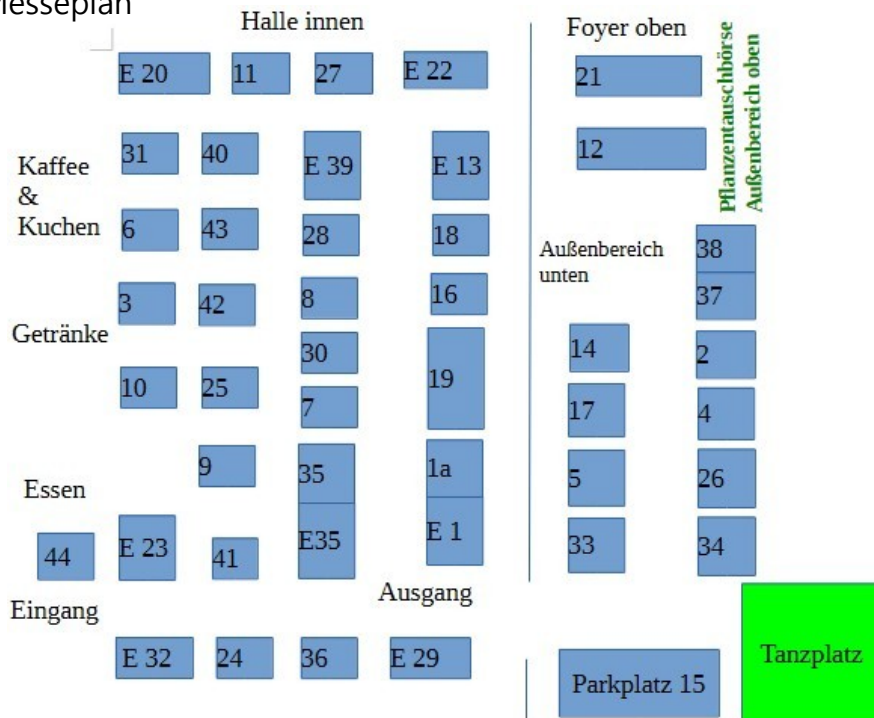 Messeplan
Halle innen
Foyer oben
E 20
11
27
E 22
21
12
Pflanzentauschbörse
Außenbereich oben
31
40
E 39
E 13
Kaffee
&
Kuchen
6
43
28
18
Außenbereich
unten
38
37
3
42
8
16
Getränke
30
19
14
2
10
25
7
17
4
9
35
1a
5
26
Essen
44
E 23
41
E35
E 1
33
34
Eingang
Ausgang
E 32
24
36
E 29
Parkplatz 15
Tanzplatz